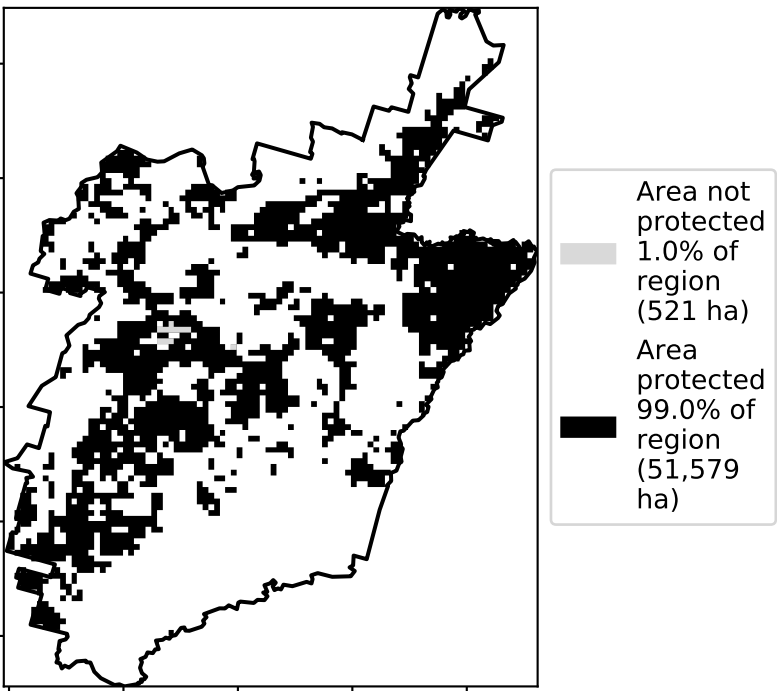 Area not
protected
1.0% of
region
(521 ha)
Area
protected
99.0% of
region
(51,579
ha)